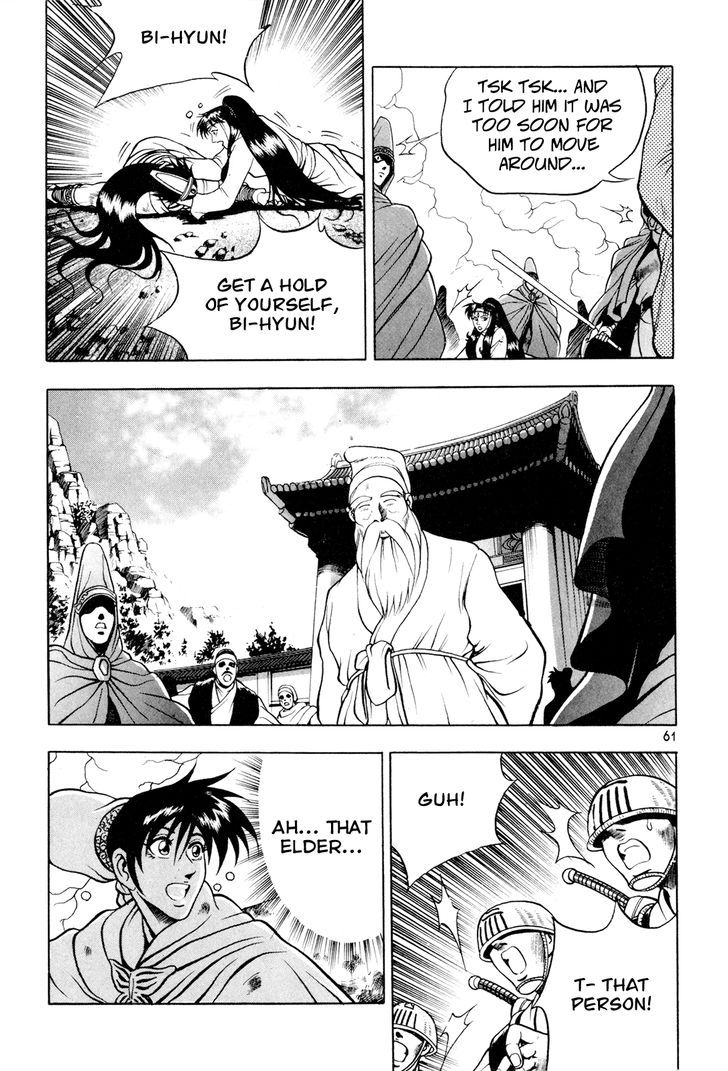 BI-HYUN!
GET A HOLD
OF YOURSELF,
BI-HYUN!
TSK TSK... AND
I TOLD HIM IT WAS
TOO SOON FOR
HIM TO MOVE
AROUND...
61
AH... THAT
ELDER...
GUH!
T- THAT
PERSON!